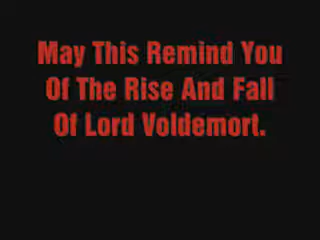 May This Remind You
Of The Rise And Fall
Of Lord Voldemort.